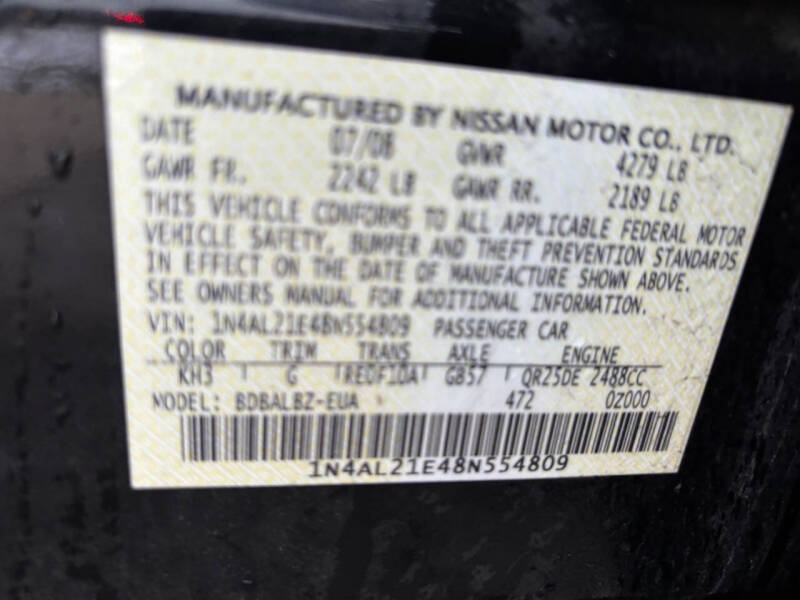 MANUFACTURED BY NISSAN MOTOR CO., LTD.
DATE 07/08 GVWR 4279 LB
GAWR FR. 2242 LB GAWR RR. 2189 LB
THIS VEHICLE CONFORMS TO ALL APPLICABLE FEDERAL MOTOR
VEHICLE SAFETY, BUMPER AND THEFT PREVENTION STANDARDS
IN EFFECT ON THE DATE OF MANUFACTURE SHOWN ABOVE.
SEE OWNERS MANUAL FOR ADDITIONAL INFORMATION.
VIN: 1N4AL21E48N554809 PASSENGER CAR
COLOR TRIM TRANS AXLE ENGINE
KH3 G RE0F10A GB57 QR25DE 2488CC
MODEL: BDBALBZ-EUA 472 0Z000
1N4AL21E48N554809